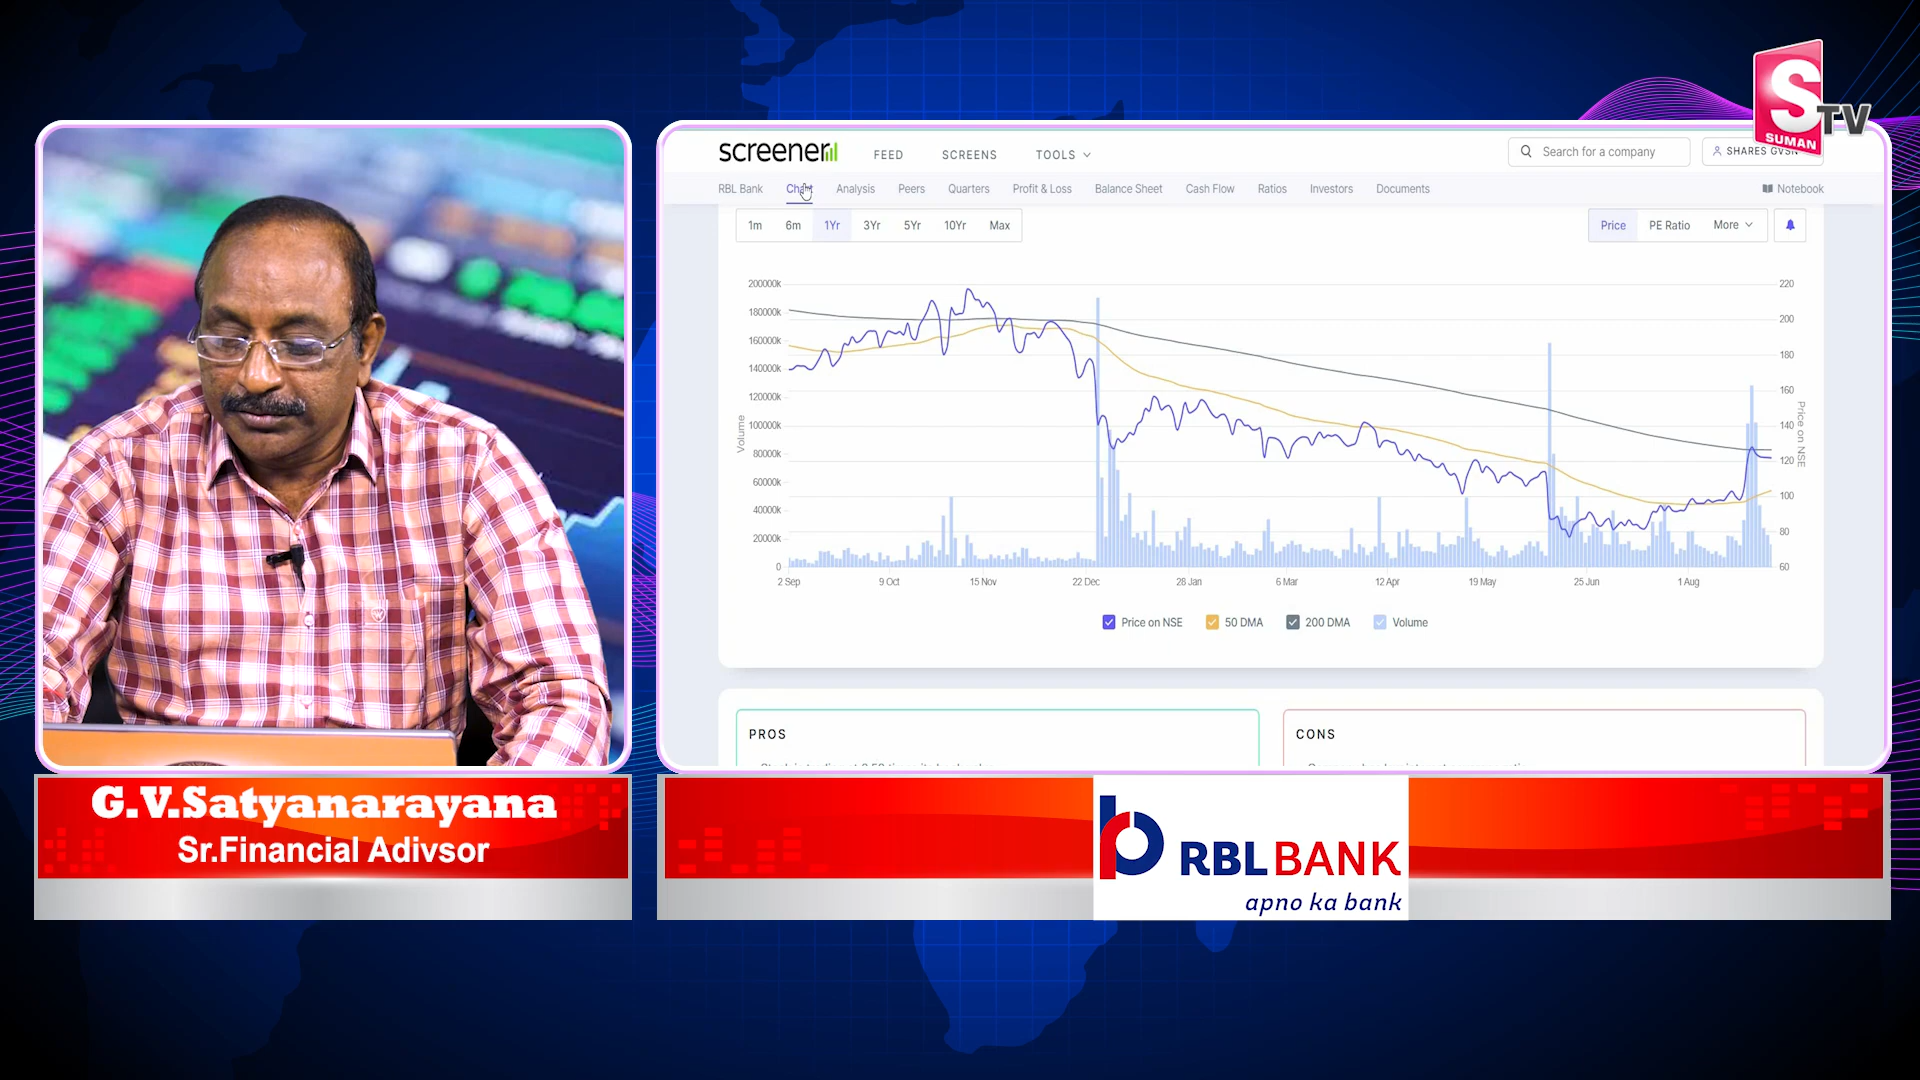 S
TV
SUMAN
screener
FEED
SCREENS
TOOLS
Search for a company
SHARES GVSN
RBL Bank
Chart
Analysis
Peers
Quarters
Profit & Loss
Balance Sheet
Cash Flow
Ratios
Investors
Documents
Notebook
1m
6m
1Yr
3Yr
5Yr
10Yr
Max
Price
PE Ratio
More
200000k
180000k
160000k
140000k
120000k
100000k
80000k
60000k
40000k
20000k
0
Volume
220
200
180
160
140
120
100
80
60
Price on NSE
2 Sep
9 Oct
15 Nov
22 Dec
28 Jan
6 Mar
12 Apr
19 May
25 Jun
1 Aug
Price on NSE
50 DMA
200 DMA
Volume
PROS
CONS
G.V.Satyanarayana
Sr.Financial Adivsor
RBL BANK
apno ka bank